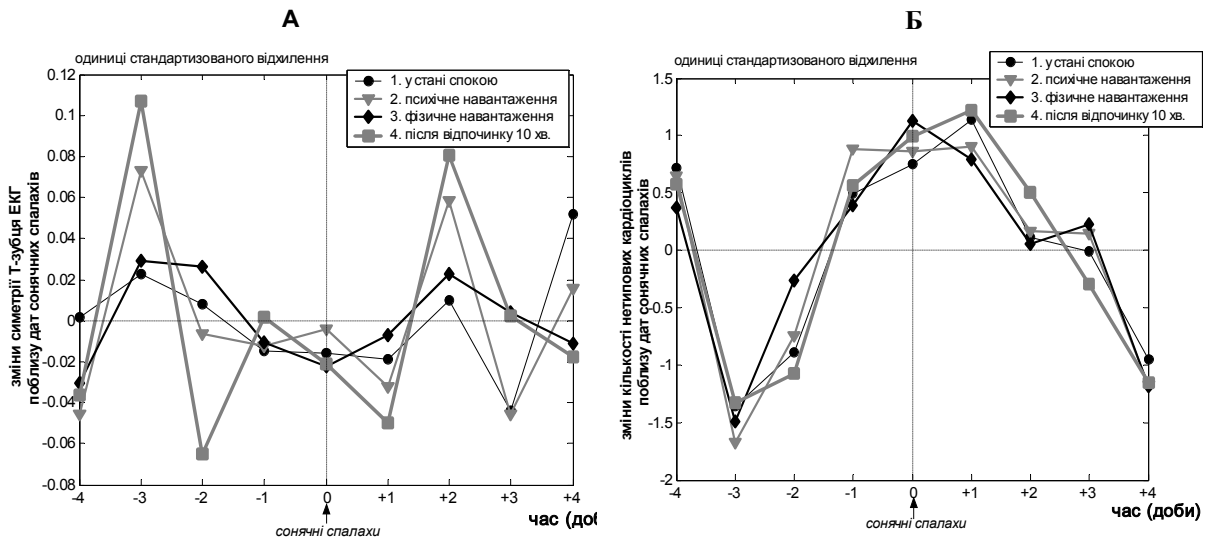 А
одиниці стандартизованого відхилення
1. у стані спокою
2. психічне навантаження
3. фізичне навантаження
4. після відпочинку 10 хв.
зміни симетрії Т-зубця ЕКГ
поблизу дат сонячних спалахів
0.12
0.1
0.08
0.06
0.04
0.02
0
-0.02
-0.04
-0.06
-0.08
-4
-3
-2
-1
0
+1
+2
+3
+4
час (доб
сонячні спалахи
Б
одиниці стандартизованого відхилення
1. у стані спокою
2. психічне навантаження
3. фізичне навантаження
4. після відпочинку 10 хв.
зміни кількості нетипових кардіоциклів
поблизу дат сонячних спалахів
1.5
1
0.5
0
-0.5
-1
-1.5
-2
-4
-3
-2
-1
0
+1
+2
+3
+4
час (доби)
сонячні спалахи